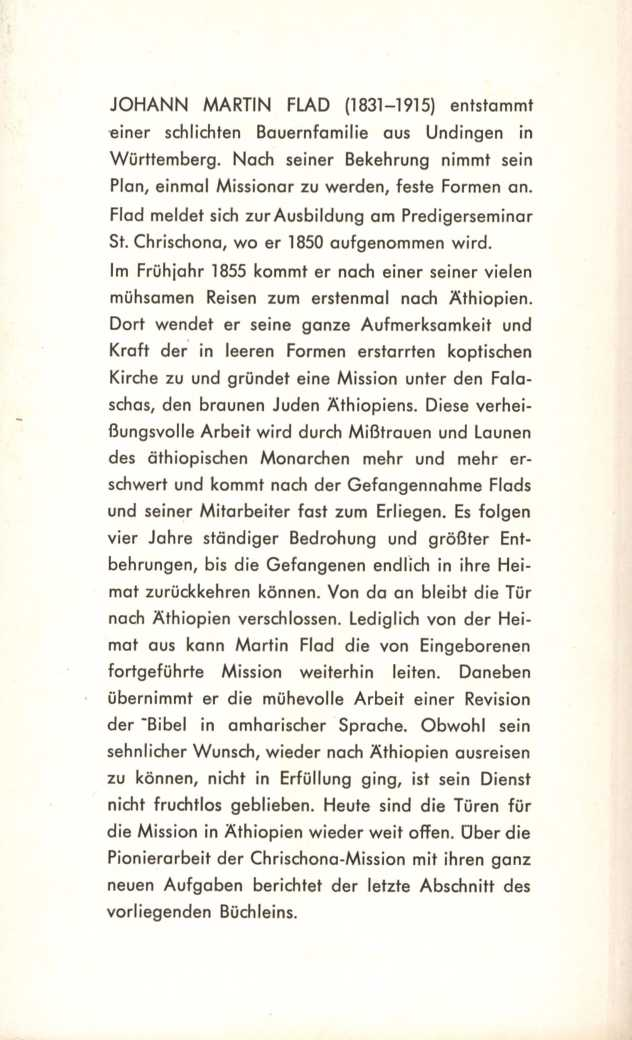 JOHANN MARTIN FLAD (1831–1915) entstammt
einer schlichten Bauernfamilie aus Undingen in
Württemberg. Nach seiner Bekehrung nimmt sein
Plan, einmal Missionar zu werden, feste Formen an.
Flad meldet sich zur Ausbildung am Predigerseminar
St. Chrischona, wo er 1850 aufgenommen wird.
Im Frühjahr 1855 kommt er nach einer seiner vielen
mühsamen Reisen zum erstenmal nach Äthiopien.
Dort wendet er seine ganze Aufmerksamkeit und
Kraft der in leeren Formen erstarrten koptischen
Kirche zu und gründet eine Mission unter den Fala-
schas, den braunen Juden Äthiopiens. Diese verhei-
ßungsvolle Arbeit wird durch Mißtrauen und Launen
des äthiopischen Monarchen mehr und mehr er-
schwert und kommt nach der Gefangennahme Flads
und seiner Mitarbeiter fast zum Erliegen. Es folgen
vier Jahre ständiger Bedrohung und größter Ent-
behrungen, bis die Gefangenen endlich in ihre Hei-
mat zurückkehren können. Von da an bleibt die Tür
nach Äthiopien verschlossen. Lediglich von der Hei-
mat aus kann Martin Flad die von Eingeborenen
fortgeführte Mission weiterhin leiten. Daneben
übernimmt er die mühevolle Arbeit einer Revision
der Bibel in amharischer Sprache. Obwohl sein
sehnlicher Wunsch, wieder nach Äthiopien ausreisen
zu können, nicht in Erfüllung ging, ist sein Dienst
nicht fruchtlos geblieben. Heute sind die Türen für
die Mission in Äthiopien wieder weit offen. Über die
Pionierarbeit der Chrischona-Mission mit ihren ganz
neuen Aufgaben berichtet der letzte Abschnitt des
vorliegenden Büchleins.